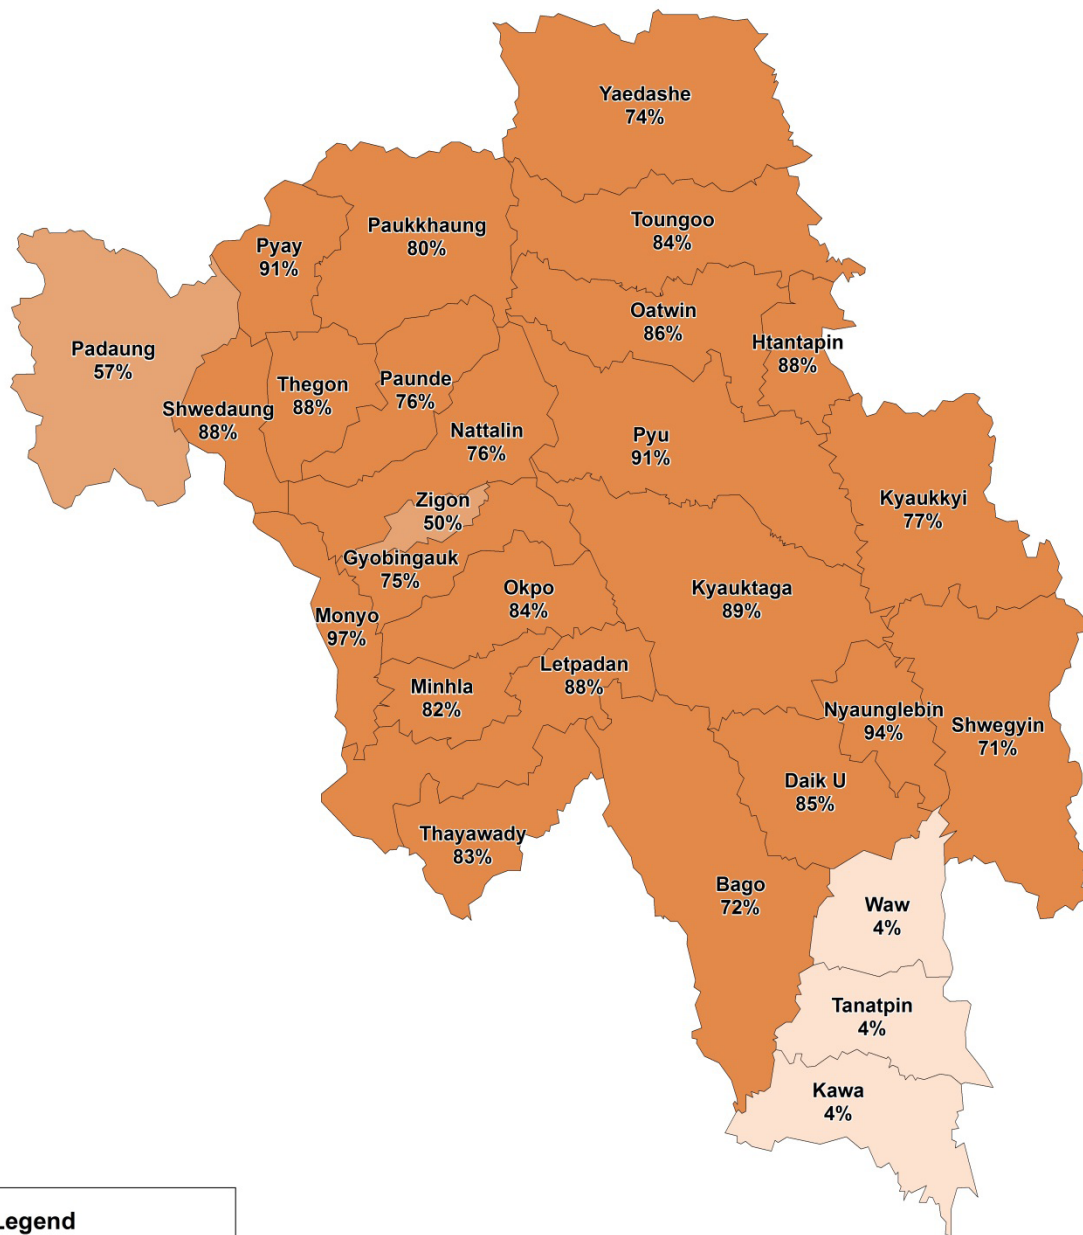 Yaedashe
74%
Paukkhaung
80%
Toungoo
84%
Pyay
91%
Oatwin
86%
Htantapin
88%
Padaung
57%
Thegon
88%
Paunde
76%
Shwedaung
88%
Nattalin
76%
Pyu
91%
Kyaukkyi
77%
Zigon
50%
Gyobingauk
75%
Okpo
84%
Kyauktaga
89%
Monyo
97%
Letpadan
88%
Minhla
82%
Nyaunglebin
94%
Shwegyin
71%
Daik U
85%
Thayawady
83%
Bago
72%
Waw
4%
Tanatpin
4%
Kawa
4%
Legend